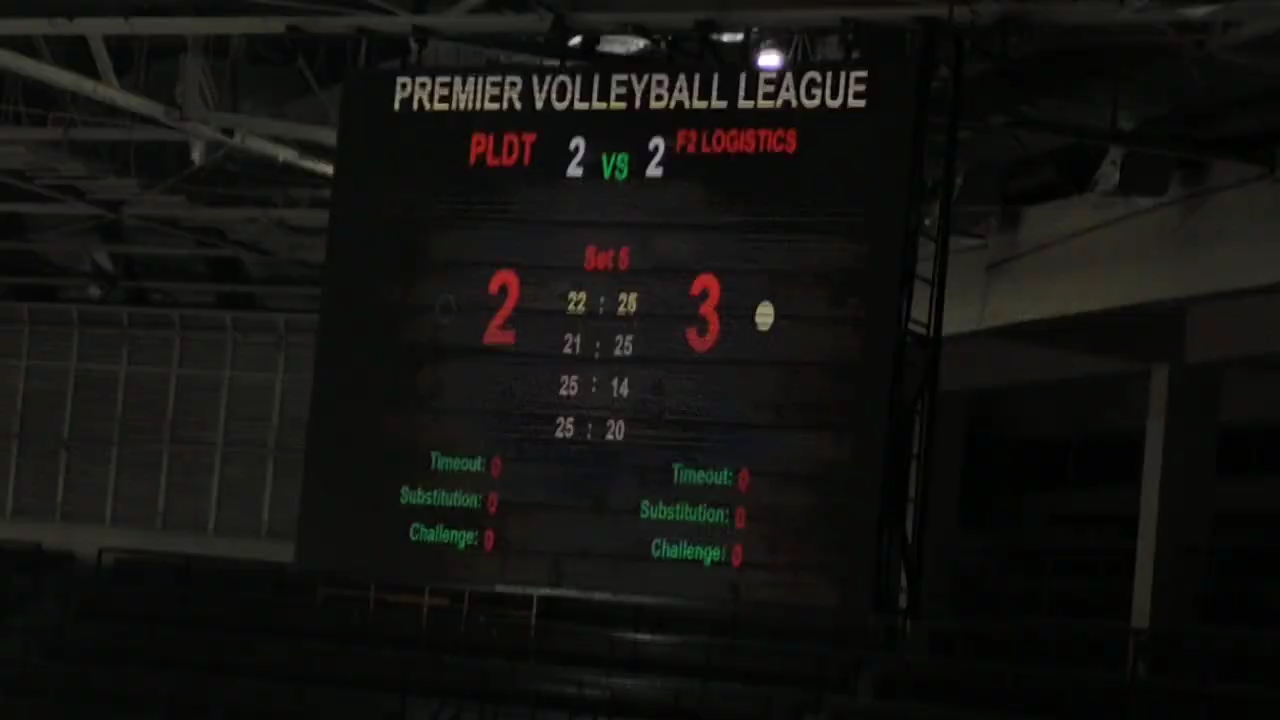 PREMIER VOLLEYBALL LEAGUE
PLDT 2 VS 2 F2 LOGISTICS
Set 5
2 22 : 25 3
21 : 25
25 : 14
25 : 20
Timeout: 0 Timeout: 0
Substitution: 0 Substitution: 0
Challenge: 0 Challenge: 0